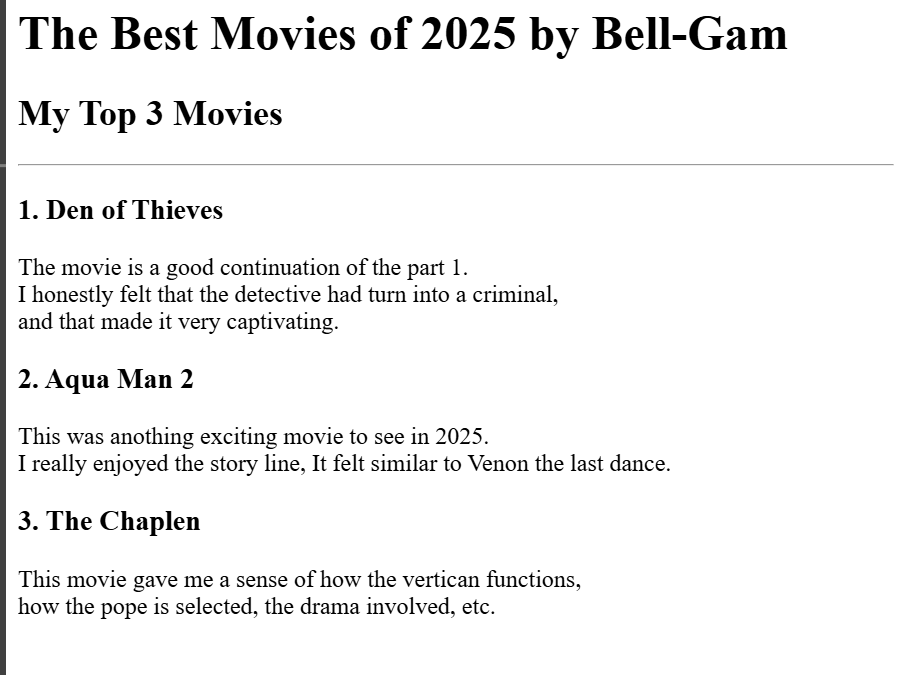 The Best Movies of 2025 by Bell-Gam
My Top 3 Movies
1. Den of Thieves
The movie is a good continuation of the part 1.
I honestly felt that the detective had turn into a criminal,
and that made it very captivating.
2. Aqua Man 2
This was anothing exciting movie to see in 2025.
I really enjoyed the story line, It felt similar to Venon the last dance.
3. The Chaplen
This movie gave me a sense of how the vertican functions,
how the pope is selected, the drama involved, etc.